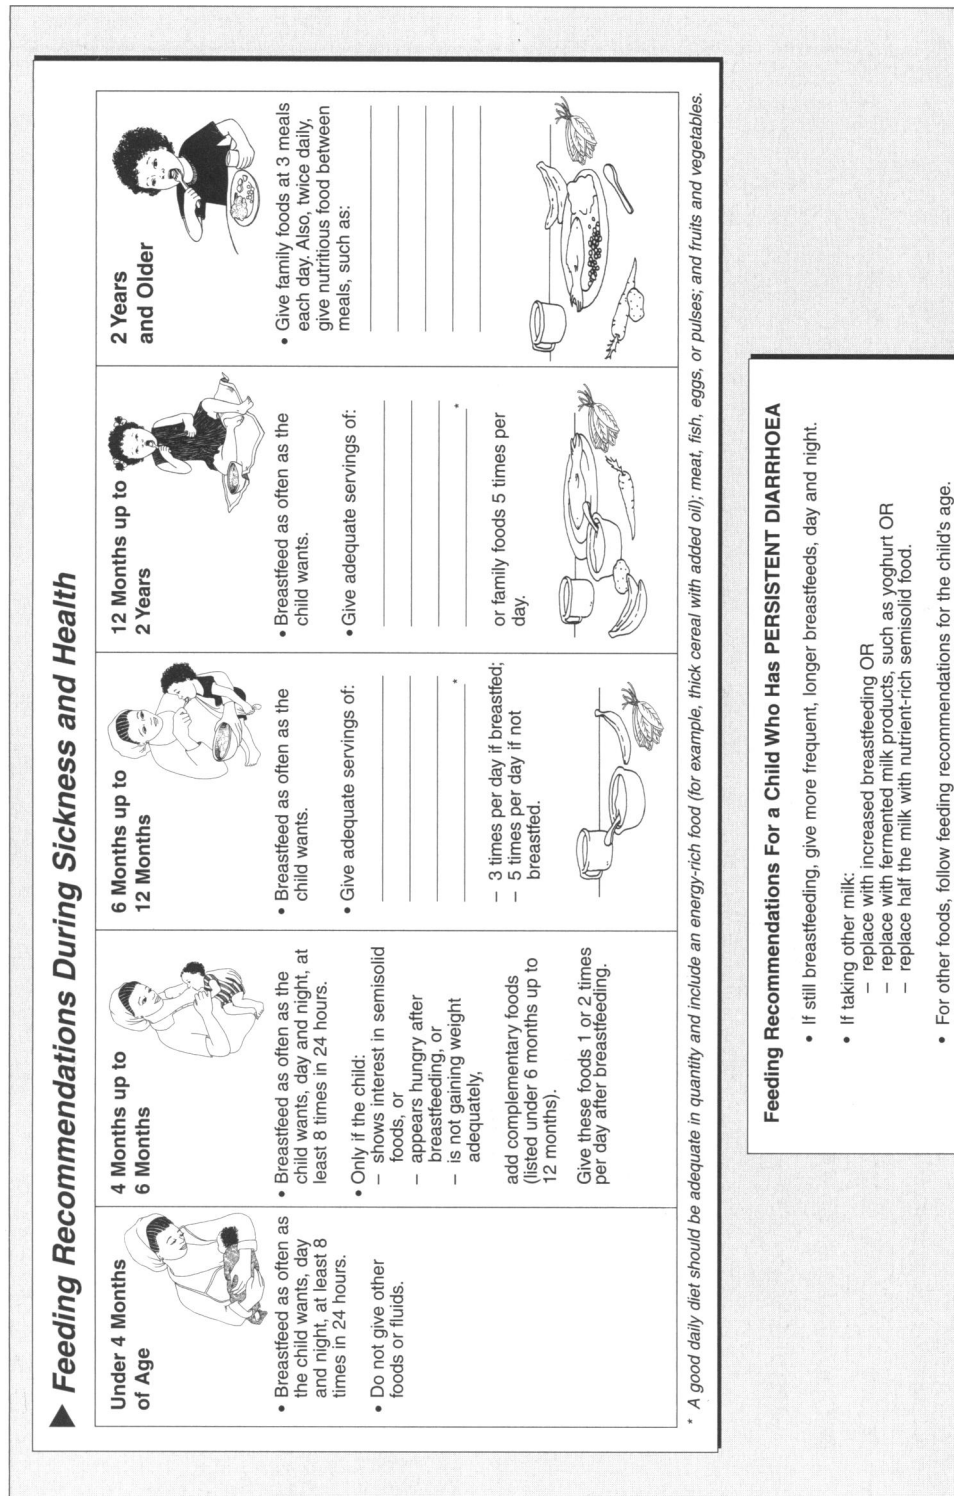 ▶ Feeding Recommendations During Sickness and Health
Under 4 Months
of Age
• Breastfeed as often as
the child wants, day
and night, at least 8
times in 24 hours.
• Do not give other
foods or fluids.
4 Months up to
6 Months
• Breastfeed as often as the
child wants, day and night, at
least 8 times in 24 hours.
• Only if the child:
– shows interest in semisolid
foods, or
– appears hungry after
breastfeeding, or
– is not gaining weight
adequately,
add complementary foods
(listed under 6 months up to
12 months).
Give these foods 1 or 2 times
per day after breastfeeding.
6 Months up to
12 Months
• Breastfeed as often as the
child wants.
• Give adequate servings of:
*
– 3 times per day if breastfed;
– 5 times per day if not
breastfed.
12 Months up to
2 Years
• Breastfeed as often as the
child wants.
• Give adequate servings of:
*
or family foods 5 times per
day.
2 Years
and Older
• Give family foods at 3 meals
each day. Also, twice daily,
give nutritious food between
meals, such as:
* A good daily diet should be adequate in quantity and include an energy-rich food (for example, thick cereal with added oil); meat, fish, eggs, or pulses; and fruits and vegetables.
Feeding Recommendations For a Child Who Has PERSISTENT DIARRHOEA
• If still breastfeeding, give more frequent, longer breastfeeds, day and night.
• If taking other milk:
– replace with increased breastfeeding OR
– replace with fermented milk products, such as yoghurt OR
– replace half the milk with nutrient-rich semisolid food.
• For other foods, follow feeding recommendations for the child's age.